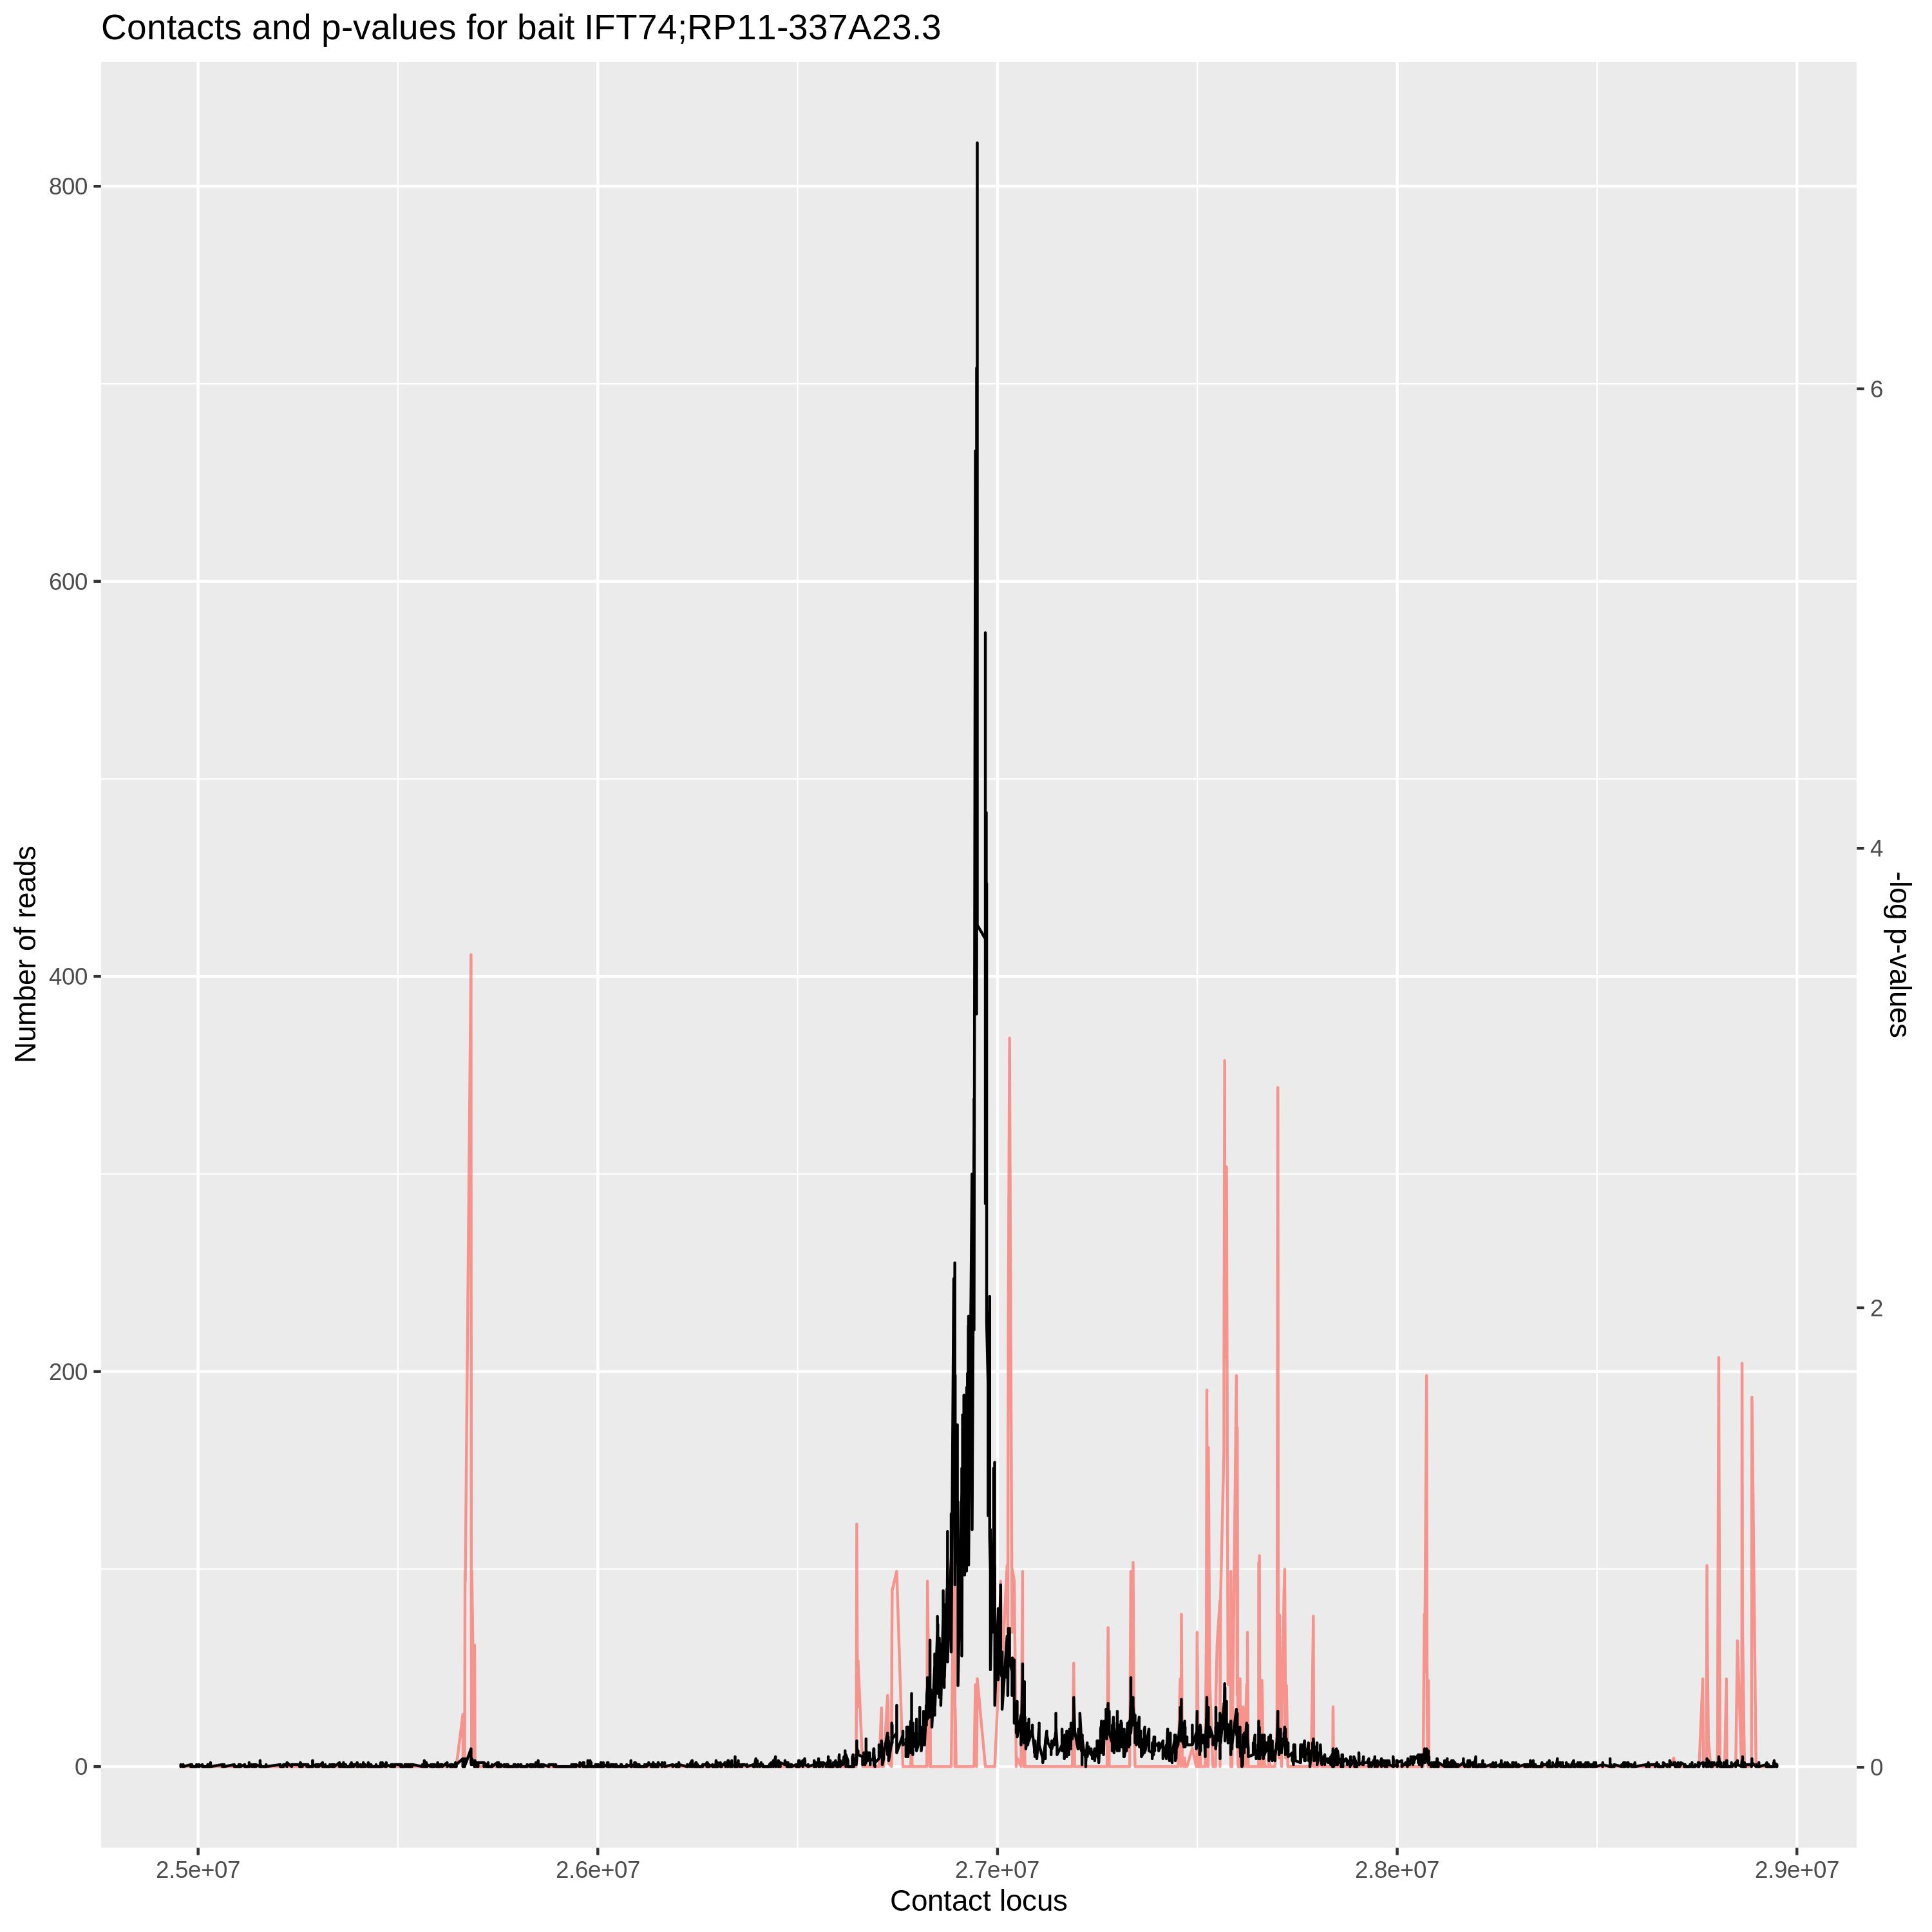 Contacts and p-values for bait IFT74;RP11-337A23.3
800
600
400
200
0
Number of reads
6
4
2
0
-log p-values
2.5e+07 2.6e+07 2.7e+07 2.8e+07 2.9e+07
Contact locus